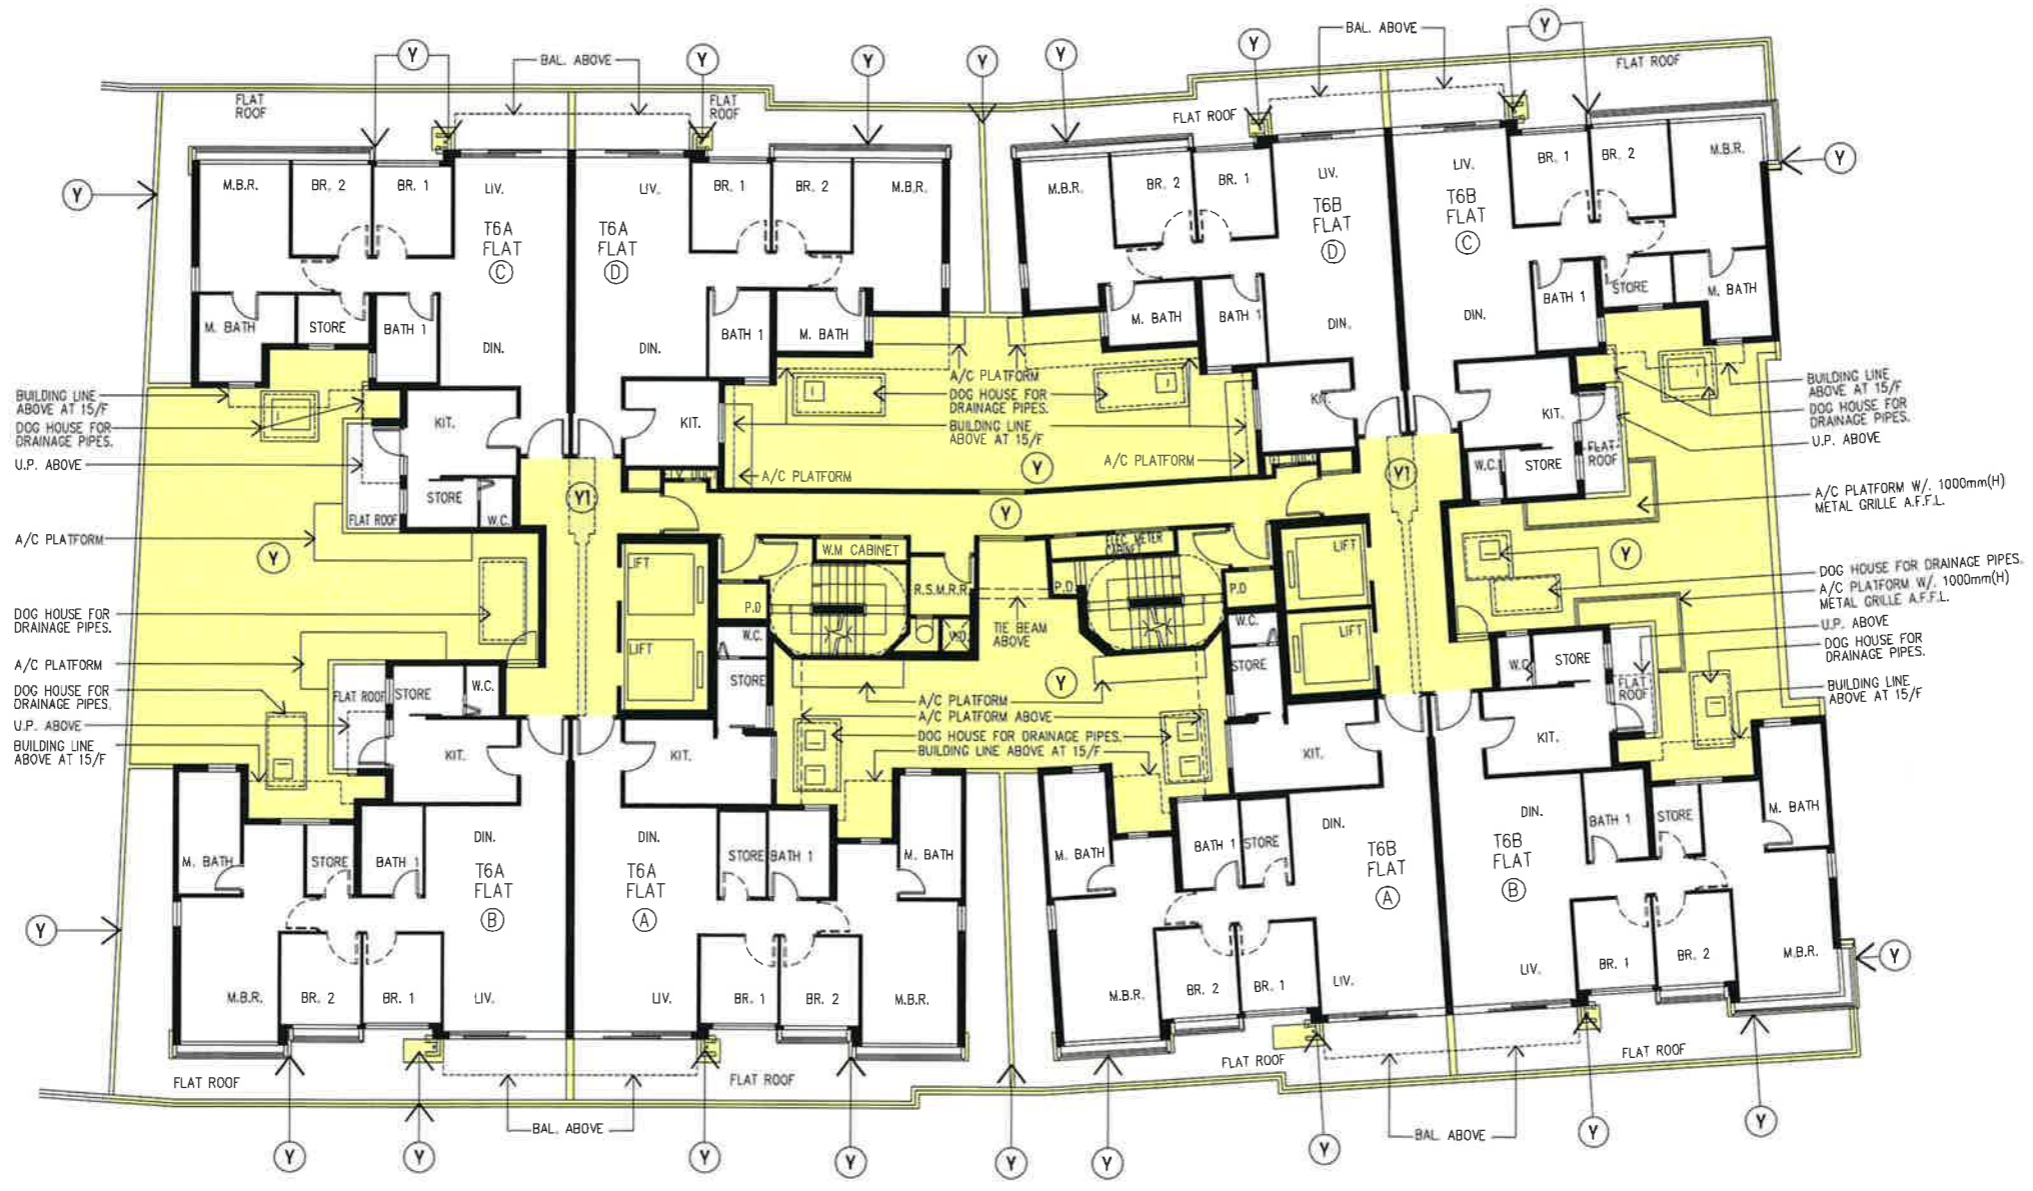 Y
BAL. ABOVE
Y
Y
Y
Y
Y
BAL. ABOVE
Y
FLAT ROOF
FLAT
ROOF
FLAT
ROOF
FLAT ROOF
Y
Y
M.B.R.
BR. 2
BR. 1
LIV.
T6A
FLAT
C
LIV.
T6A
FLAT
D
BR. 1
BR. 2
M.B.R.
M.B.R.
BR. 2
BR. 1
LIV.
T6B
FLAT
D
LIV.
T6B
FLAT
C
BR. 1
BR. 2
M.B.R.
M. BATH
STORE
BATH 1
DIN.
DIN.
BATH 1
M. BATH
M. BATH
BATH 1
DIN.
DIN.
BATH 1
STORE
M. BATH
BUILDING LINE
ABOVE AT 15/F
DOG HOUSE FOR
DRAINAGE PIPES.
U.P. ABOVE
A/C PLATFORM
DOG HOUSE FOR
DRAINAGE PIPES.
A/C PLATFORM
DOG HOUSE FOR
DRAINAGE PIPES.
U.P. ABOVE
BUILDING LINE
ABOVE AT 15/F
KIT.
STORE
W.C.
FLAT ROOF
Y
Y1
KIT.
A/C PLATFORM
DOG HOUSE FOR
DRAINAGE PIPES.
BUILDING LINE
ABOVE AT 15/F
A/C PLATFORM
Y
A/C PLATFORM
KIT.
Y1
KIT.
W.C.
STORE
FLAT
ROOF
BUILDING LINE
ABOVE AT 15/F
DOG HOUSE FOR
DRAINAGE PIPES.
U.P. ABOVE
A/C PLATFORM W/. 1000mm(H)
METAL GRILLE A.F.F.L.
Y
DOG HOUSE FOR DRAINAGE PIPES.
A/C PLATFORM W/. 1000mm(H)
METAL GRILLE A.F.F.L.
U.P. ABOVE
DOG HOUSE FOR
DRAINAGE PIPES.
BUILDING LINE
ABOVE AT 15/F
Y
LIFT
LIFT
W.M CABINET
R.S.M.R.R.
P.D
W.C.
STORE
TIE BEAM
ABOVE
ELEC. METER
CABINET
P.D.
P.D
W.C.
STORE
LIFT
LIFT
FLAT ROOF
STORE
W.C.
KIT.
KIT.
Y
A/C PLATFORM
A/C PLATFORM ABOVE
DOG HOUSE FOR DRAINAGE PIPES.
BUILDING LINE ABOVE AT 15/F
KIT.
W.C
STORE
FLAT
ROOF
KIT.
M. BATH
STORE
BATH 1
DIN.
T6A
FLAT
B
DIN.
T6A
FLAT
A
STORE
BATH 1
M. BATH
M. BATH
BATH 1
STORE
DIN.
T6B
FLAT
A
DIN.
T6B
FLAT
B
BATH 1
STORE
M. BATH
Y
M.B.R.
BR. 2
BR. 1
LIV.
LIV.
BR. 1
BR. 2
M.B.R.
M.B.R.
BR. 2
BR. 1
LIV.
LIV.
BR. 1
BR. 2
M.B.R.
Y
FLAT ROOF
FLAT ROOF
FLAT ROOF
FLAT ROOF
Y
Y
BAL. ABOVE
Y
Y
Y
Y
Y
BAL. ABOVE
Y
Y